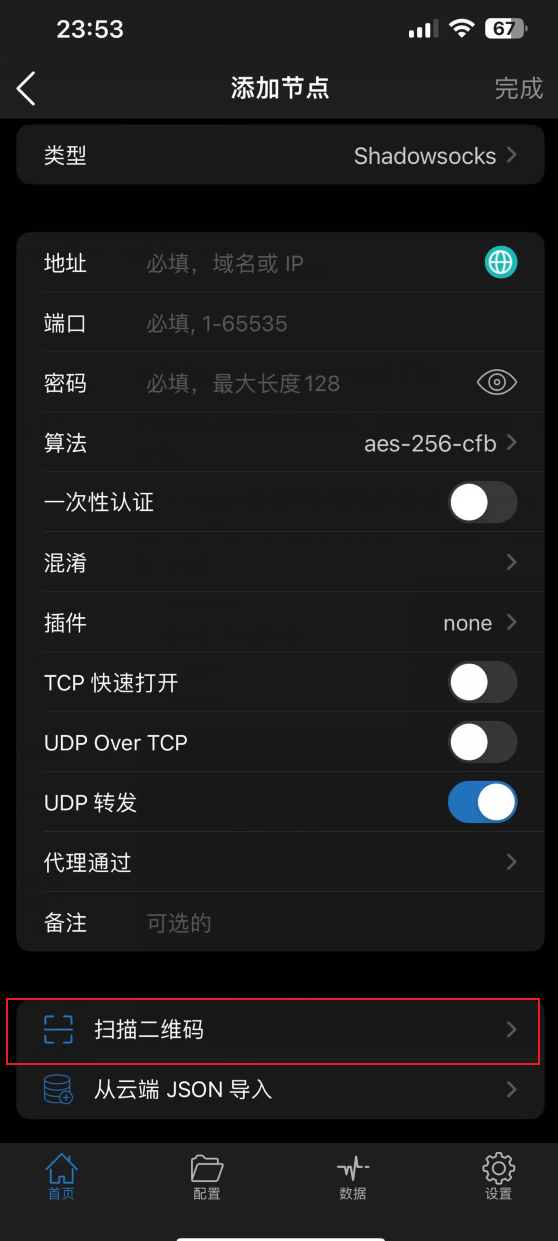 23:53
67
添加节点
完成
类型 Shadowsocks
地址 必填，域名或 IP
端口 必填, 1-65535
密码 必填，最大长度128
算法 aes-256-cfb
一次性认证
混淆
插件 none
TCP 快速打开
UDP Over TCP
UDP 转发
代理通过
备注 可选的
扫描二维码
从云端 JSON 导入
首页 配置 数据 设置